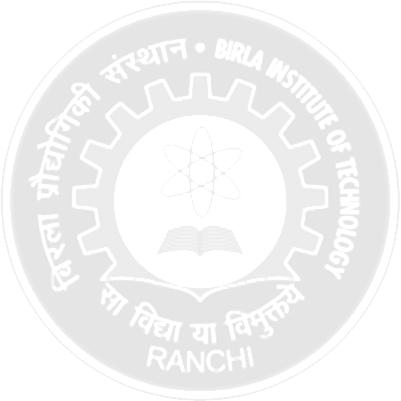 बिरला प्रौद्योगिकी संस्थान • BIRLA INSTITUTE OF TECHNOLOGY
सा विद्या या विमुक्तये
RANCHI